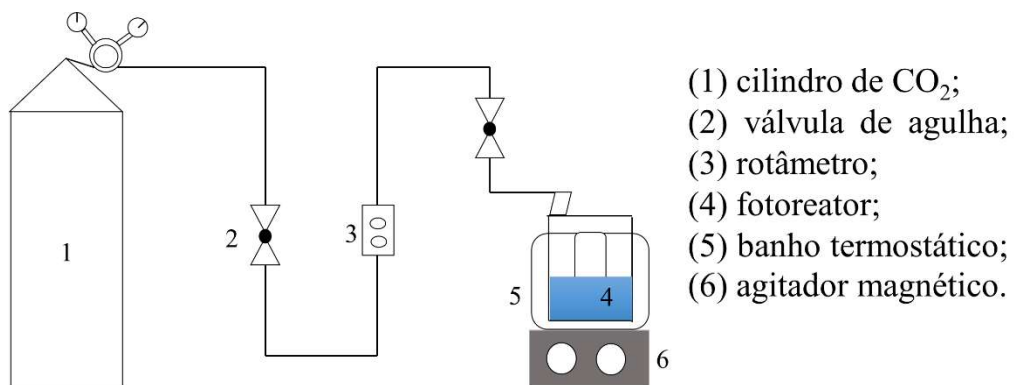 (1) cilindro de CO₂;
(2) válvula de agulha;
(3) rotâmetro;
(4) fotoreator;
(5) banho termostático;
(6) agitador magnético.
1
2
3
4
5
6